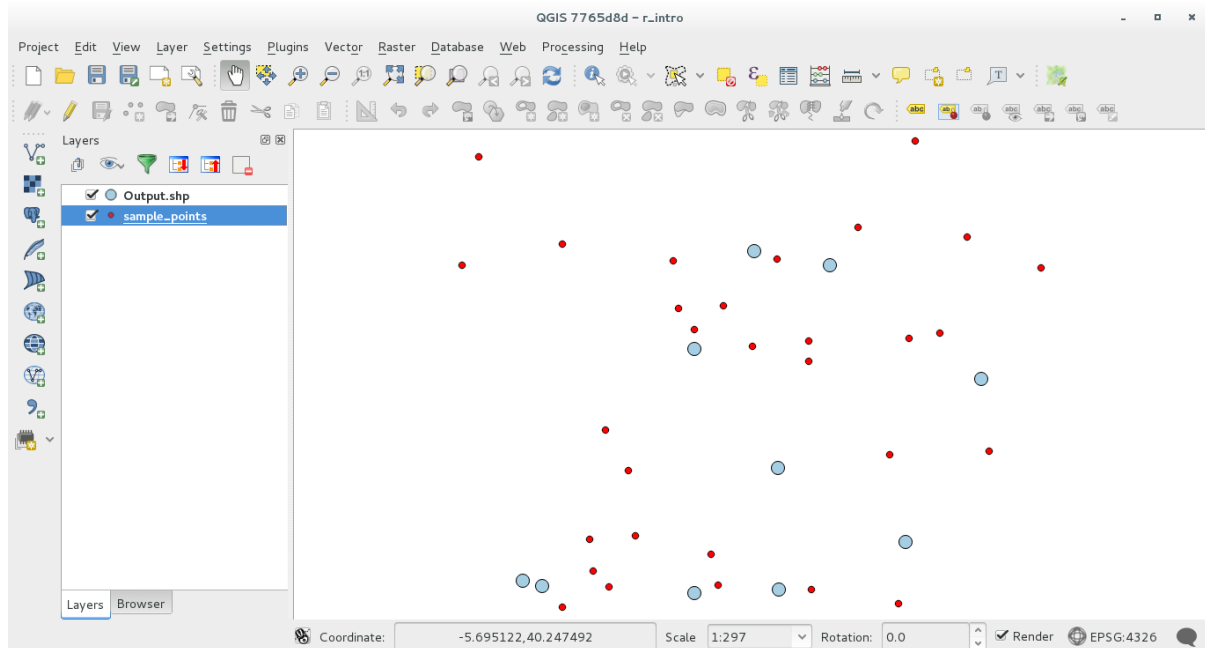 QGIS 7765d8d – r_intro
Project Edit View Layer Settings Plugins Vector Raster Database Web Processing Help
Layers
Output.shp
sample_points
Layers Browser
Coordinate: -5.695122,40.247492 Scale 1:297 Rotation: 0.0 Render EPSG:4326